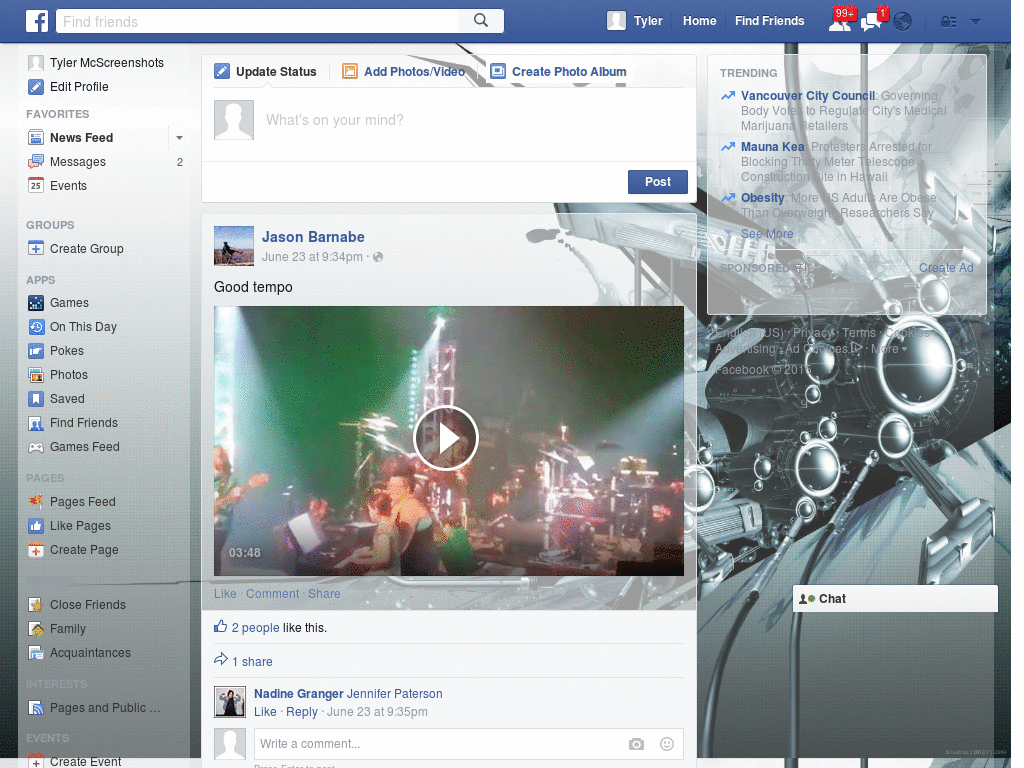 Find friends
Tyler
Home
Find Friends
99+
1
Tyler McScreenshots
Edit Profile
FAVORITES
News Feed
Messages
2
25
Events
GROUPS
Create Group
APPS
Games
On This Day
Pokes
Photos
Saved
Find Friends
Games Feed
PAGES
Pages Feed
Like Pages
Create Page
FRIENDS
Close Friends
Family
Acquaintances
INTERESTS
Pages and Public ...
EVENTS
Create Event
Update Status
Add Photos/Video
Create Photo Album
What's on your mind?
Post
Jason Barnabe
June 23 at 9:34pm ·
Good tempo
03:48
Like · Comment · Share
2 people like this.
1 share
Nadine Granger Jennifer Paterson
Like · Reply · June 23 at 9:35pm
Write a comment...
Press Enter to post.
TRENDING
Vancouver City Council: Governing
Body Votes to Regulate City's Medical
Marijuana Retailers
Mauna Kea: Protesters Arrested for
Blocking Thirty Meter Telescope
Construction Site in Hawaii
Obesity: More US Adults Are Obese
Than Overweight, Researchers Say
See More
SPONSORED
Create Ad
English (US) · Privacy · Terms · Cookies
Advertising · Ad Choices · More
Facebook © 2015
Chat